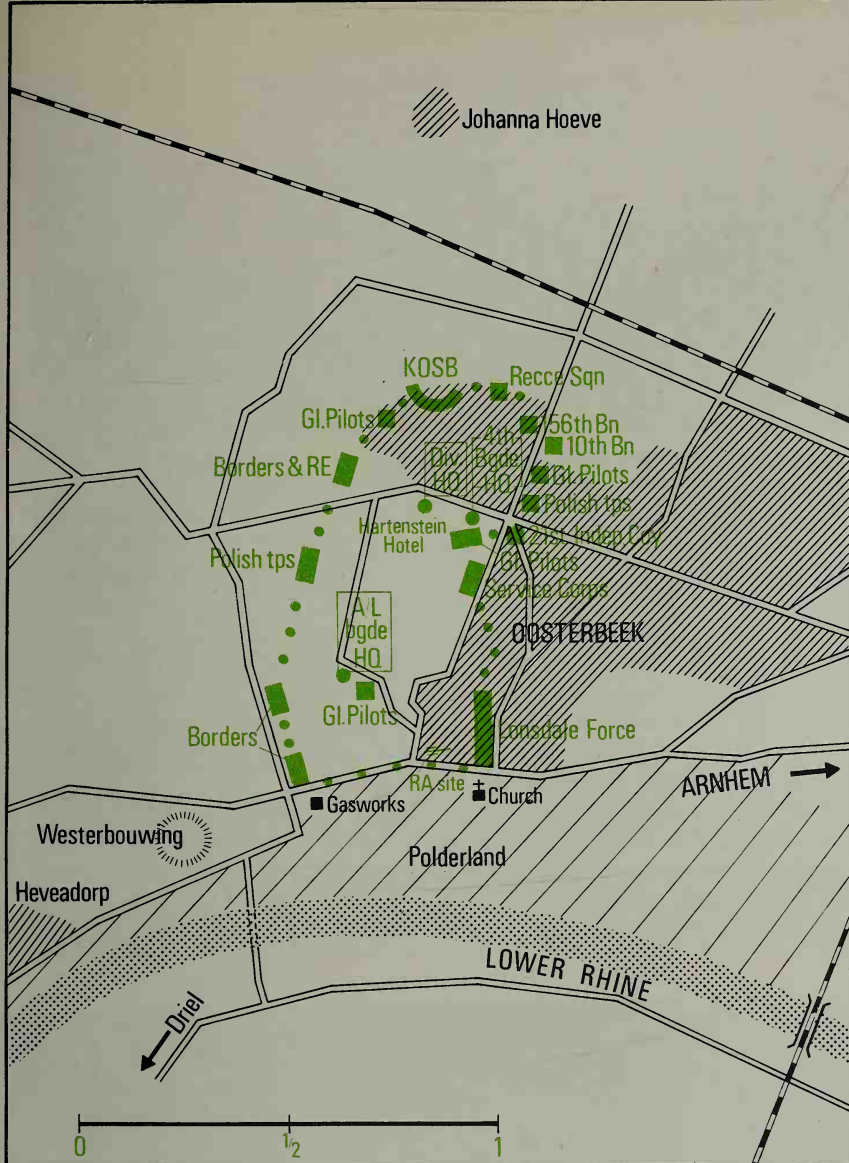 Johanna Hoeve
KOSB
Recce Sqn
Gl.Pilots
156th Bn
10th Bn
4th
Bgde
HQ
Div
HQ
Borders & RE
Gl.Pilots
Polish tps
Hartenstein
Hotel
21st Indep Coy
Gl.Pilots
Polish tps
Service Corps
A/L
bgde
HQ
OOSTERBEEK
Gl.Pilots
Borders
Lonsdale Force
RA site
ARNHEM
Gasworks
Church
Westerbouwing
Polderland
Heveadorp
LOWER RHINE
Driel
0
1/2
1